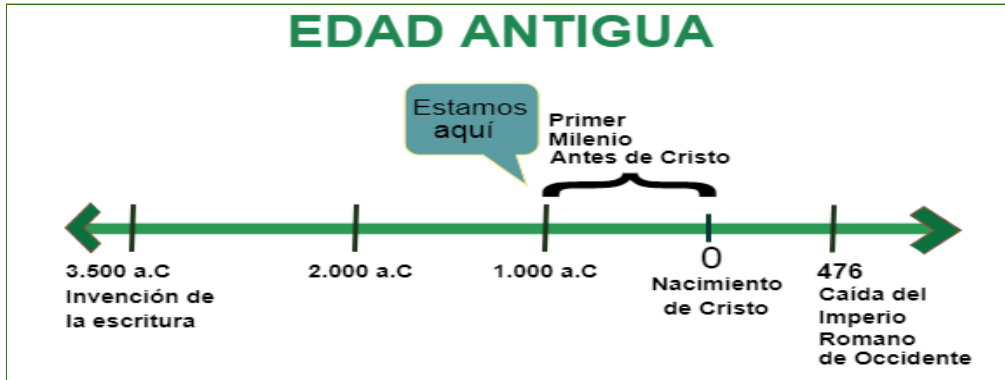 EDAD ANTIGUA
Estamos
aquí
Primer
Milenio
Antes de Cristo
3.500 a.C
Invención de
la escritura
2.000 a.C
1.000 a.C
0
Nacimiento
de Cristo
476
Caída del
Imperio
Romano
de Occidente